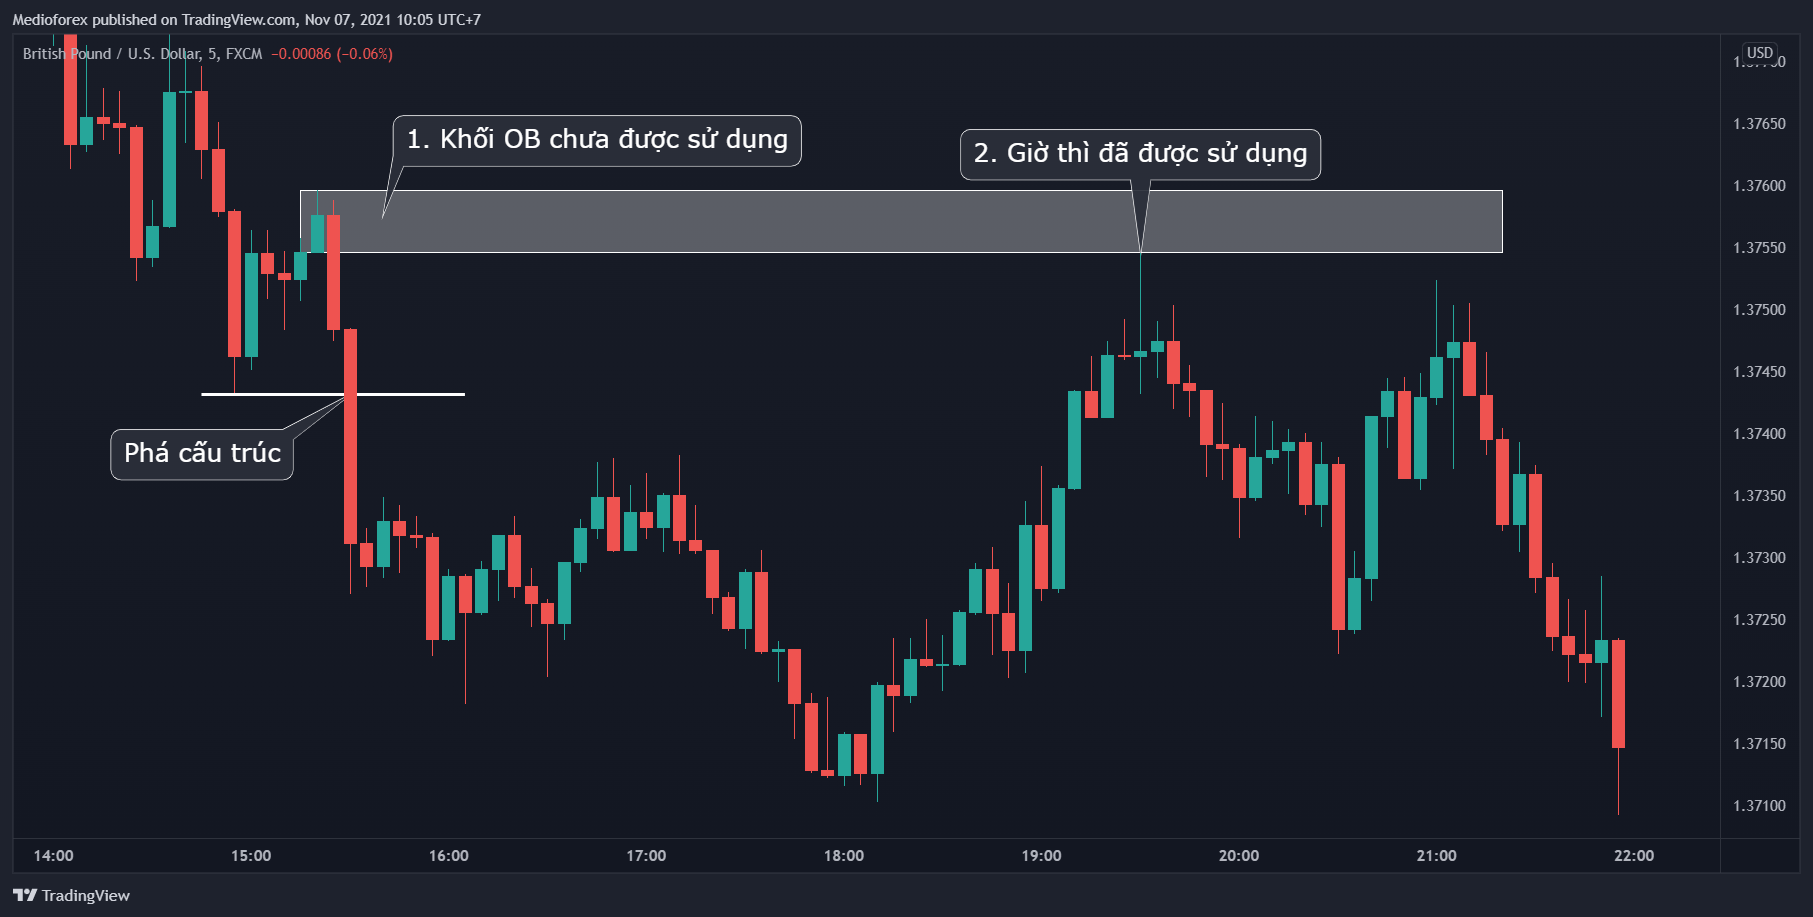 Medioforex published on TradingView.com, Nov 07, 2021 10:05 UTC+7
British Pound / U.S. Dollar, 5, FXCM −0.00086 (−0.06%)
USD
1. Khối OB chưa được sử dụng
2. Giờ thì đã được sử dụng
Phá cấu trúc
1.37700
1.37650
1.37600
1.37550
1.37500
1.37450
1.37400
1.37350
1.37300
1.37250
1.37200
1.37150
1.37100
14:00 15:00 16:00 17:00 18:00 19:00 20:00 21:00 22:00
TradingView